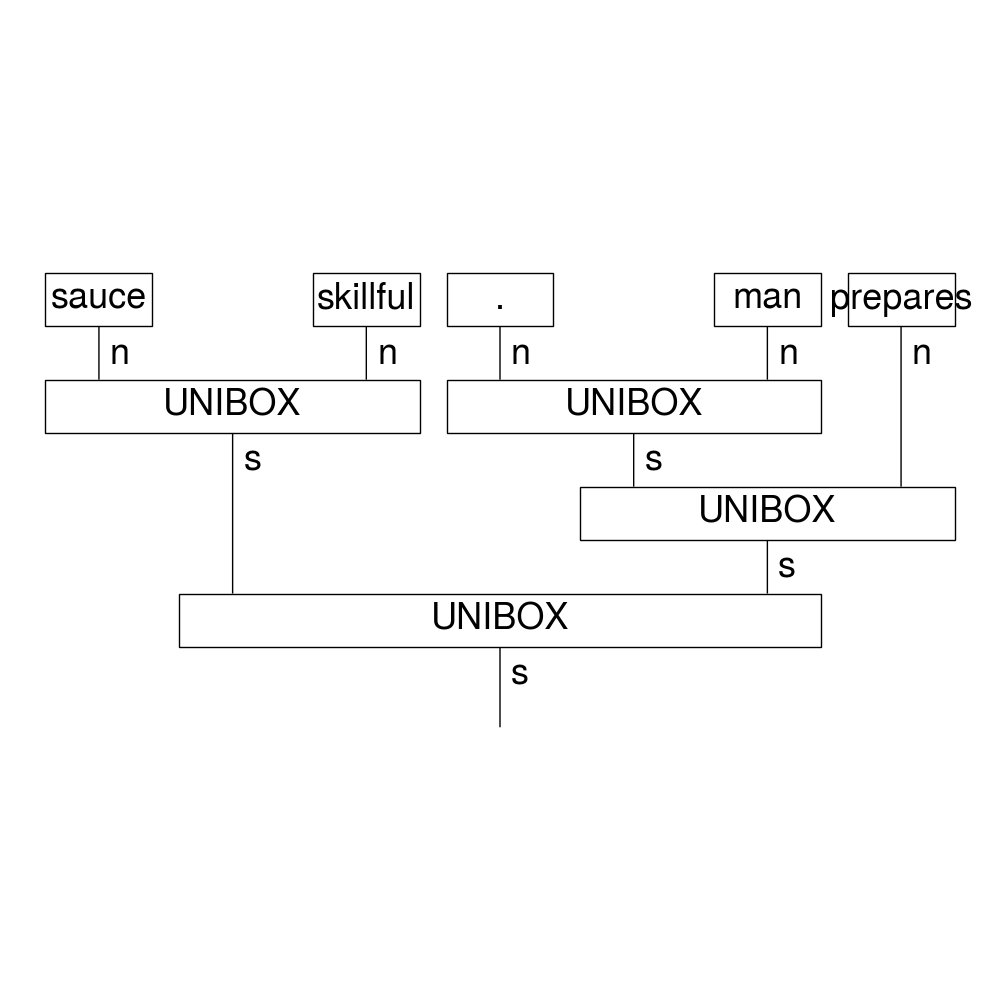 sauce skillful . man prepares
n n n n n
UNIBOX UNIBOX
s s
UNIBOX
s
UNIBOX
s